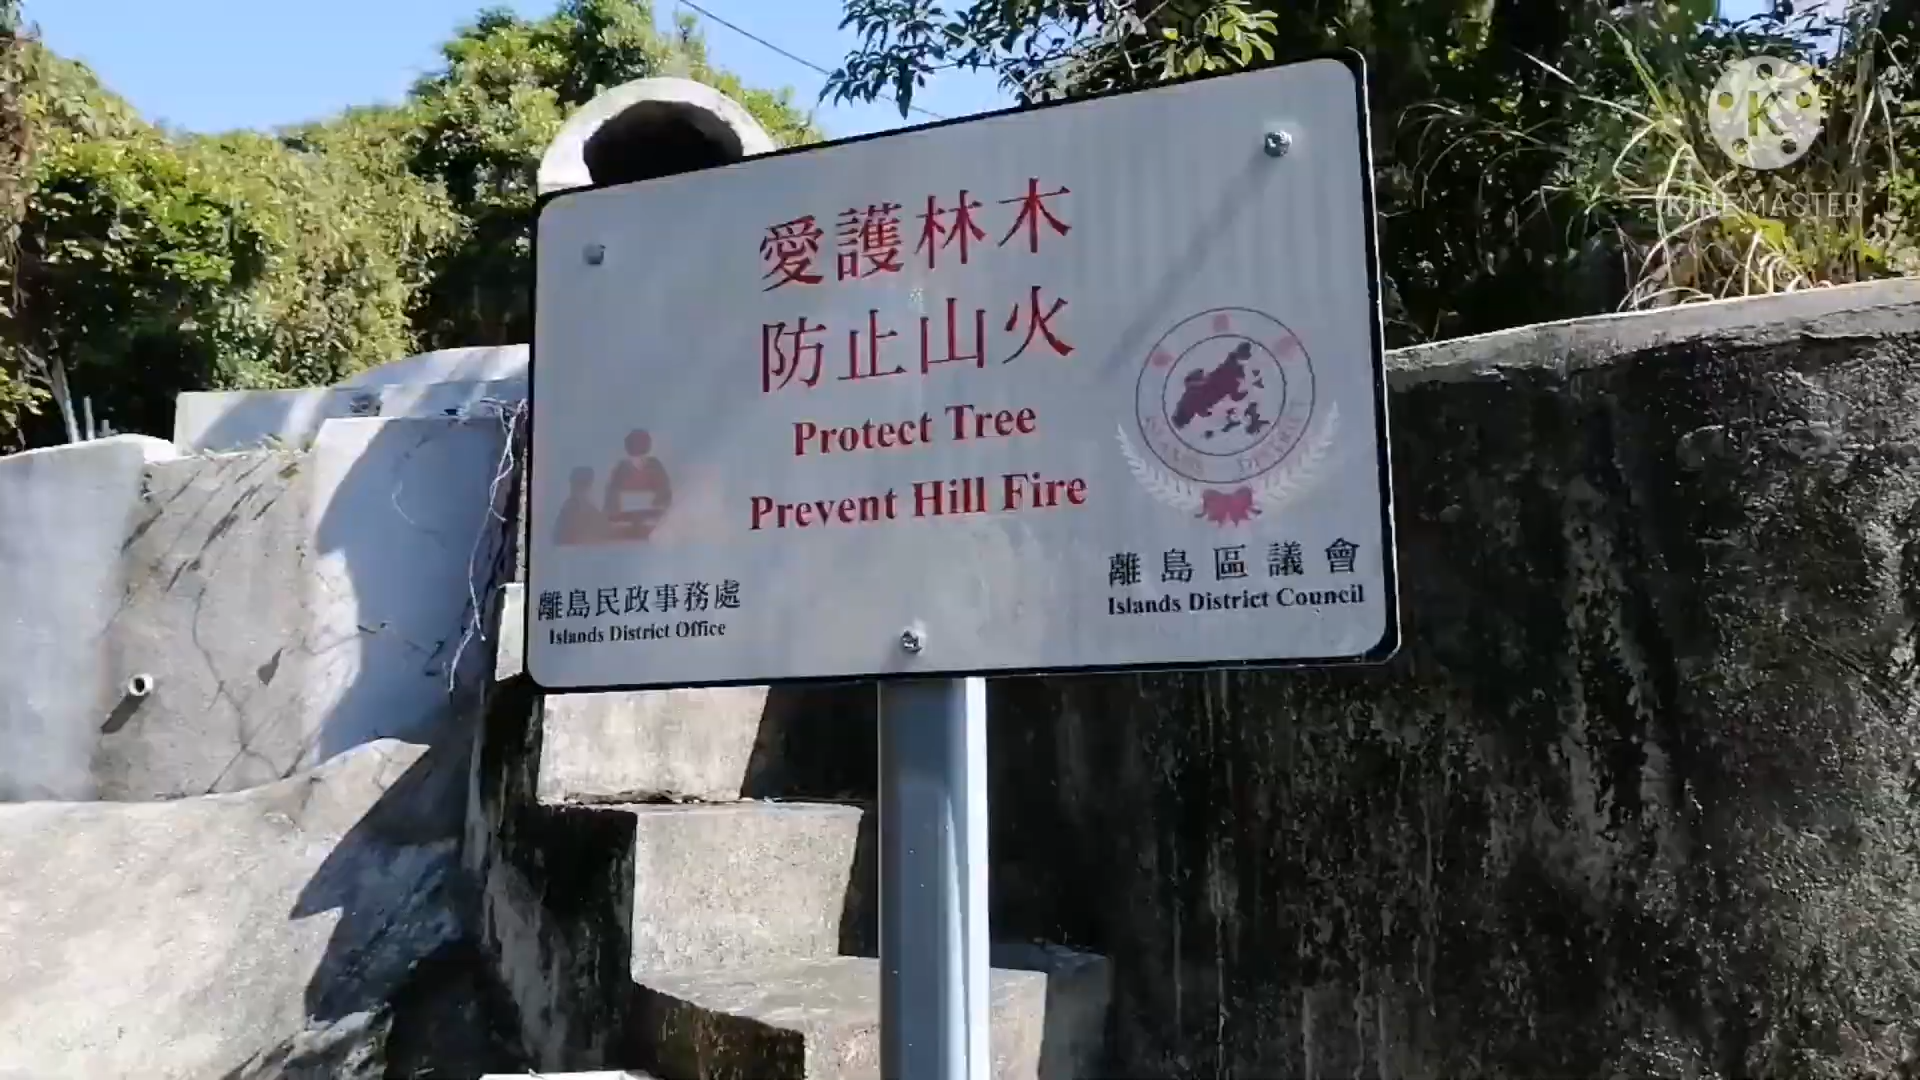 愛護林木
防止山火
Protect Tree
Prevent Hill Fire
離島民政事務處
Islands District Office
離島區議會
Islands District Council
KINEMASTER